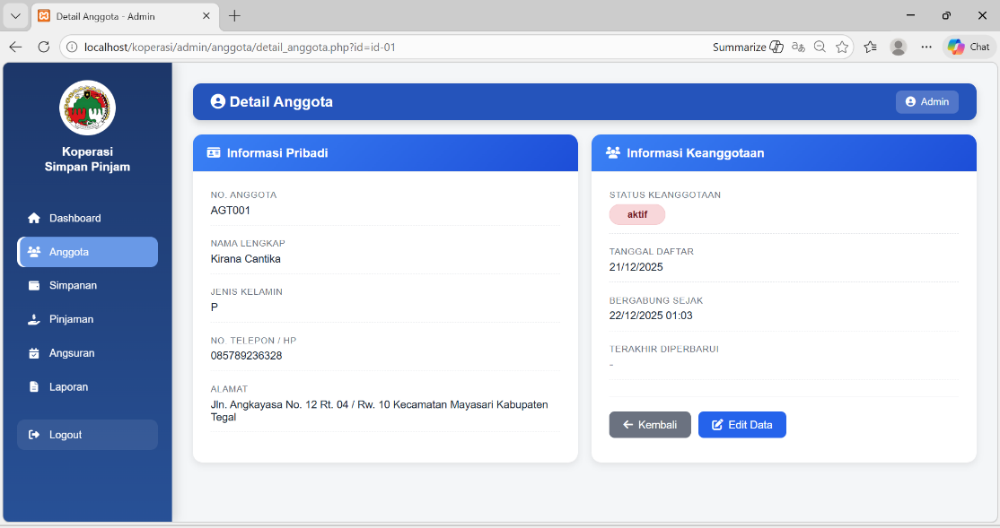 Detail Anggota - Admin
localhost/koperasi/admin/anggota/detail_anggota.php?id=id-01
Summarize
Chat
Koperasi
Simpan Pinjam
Dashboard
Anggota
Simpanan
Pinjaman
Angsuran
Laporan
Logout
Detail Anggota
Admin
Informasi Pribadi
NO. ANGGOTA
AGT001
NAMA LENGKAP
Kirana Cantika
JENIS KELAMIN
P
NO. TELEPON / HP
085789236328
ALAMAT
Jln. Angkayasa No. 12 Rt. 04 / Rw. 10 Kecamatan Mayasari Kabupaten
Tegal
Informasi Keanggotaan
STATUS KEANGGOTAAN
aktif
TANGGAL DAFTAR
21/12/2025
BERGABUNG SEJAK
22/12/2025 01:03
TERAKHIR DIPERBARUI
-
Kembali
Edit Data